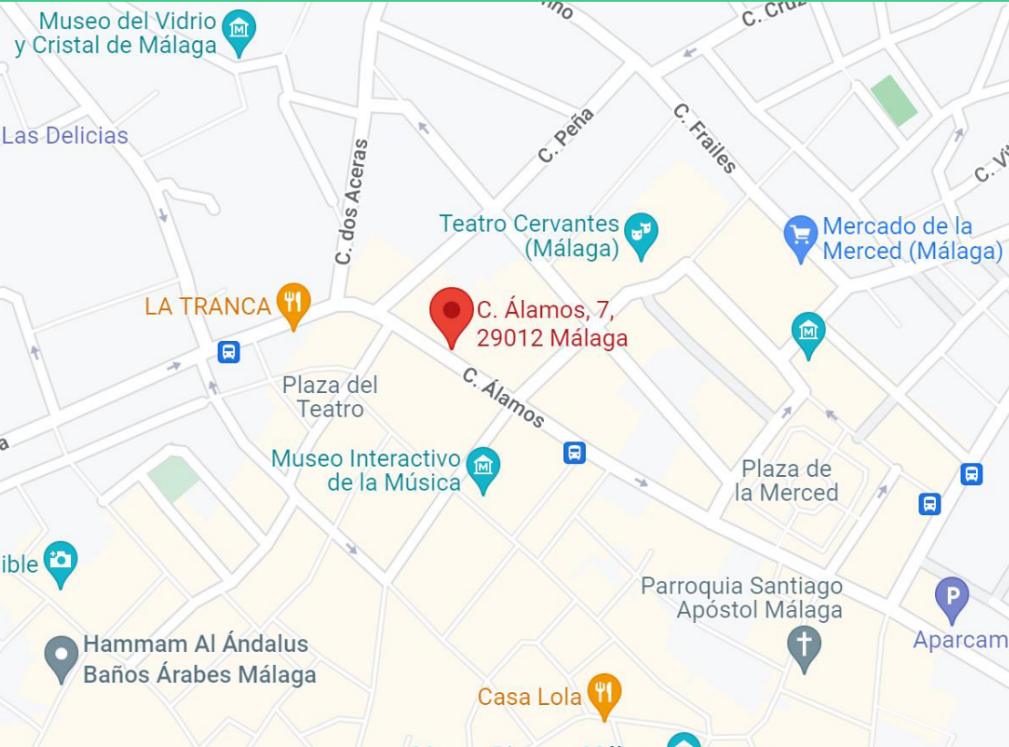 C. Cruz
Museo del Vidrio
y Cristal de Málaga
Las Delicias
C. Peña
C. Frailes
C. dos Aceras
Teatro Cervantes
(Málaga)
Mercado de la
Merced (Málaga)
LA TRANCA
C. Álamos, 7,
29012 Málaga
Plaza del
Teatro
C. Álamos
Museo Interactivo
de la Música
Plaza de
la Merced
ible
Parroquia Santiago
Apóstol Málaga
P
Aparcam
Hammam Al Ándalus
Baños Árabes Málaga
Casa Lola